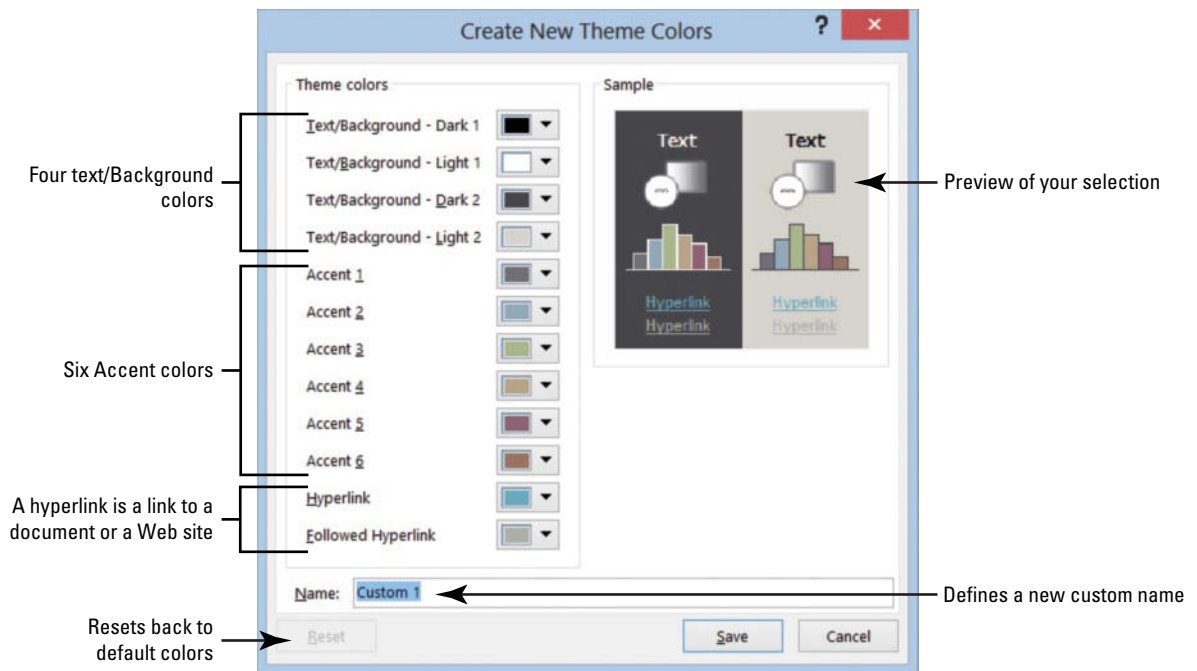 Create New Theme Colors
?
×
Theme colors
Sample
Text/Background - Dark 1
Text/Background - Light 1
Text/Background - Dark 2
Text/Background - Light 2
Accent 1
Accent 2
Accent 3
Accent 4
Accent 5
Accent 6
Hyperlink
Followed Hyperlink
Text
Text
Hyperlink
Hyperlink
Hyperlink
Hyperlink
Name: Custom 1
Reset
Save
Cancel
Four text/Background
colors
Six Accent colors
A hyperlink is a link to a
document or a Web site
Resets back to
default colors
Preview of your selection
Defines a new custom name